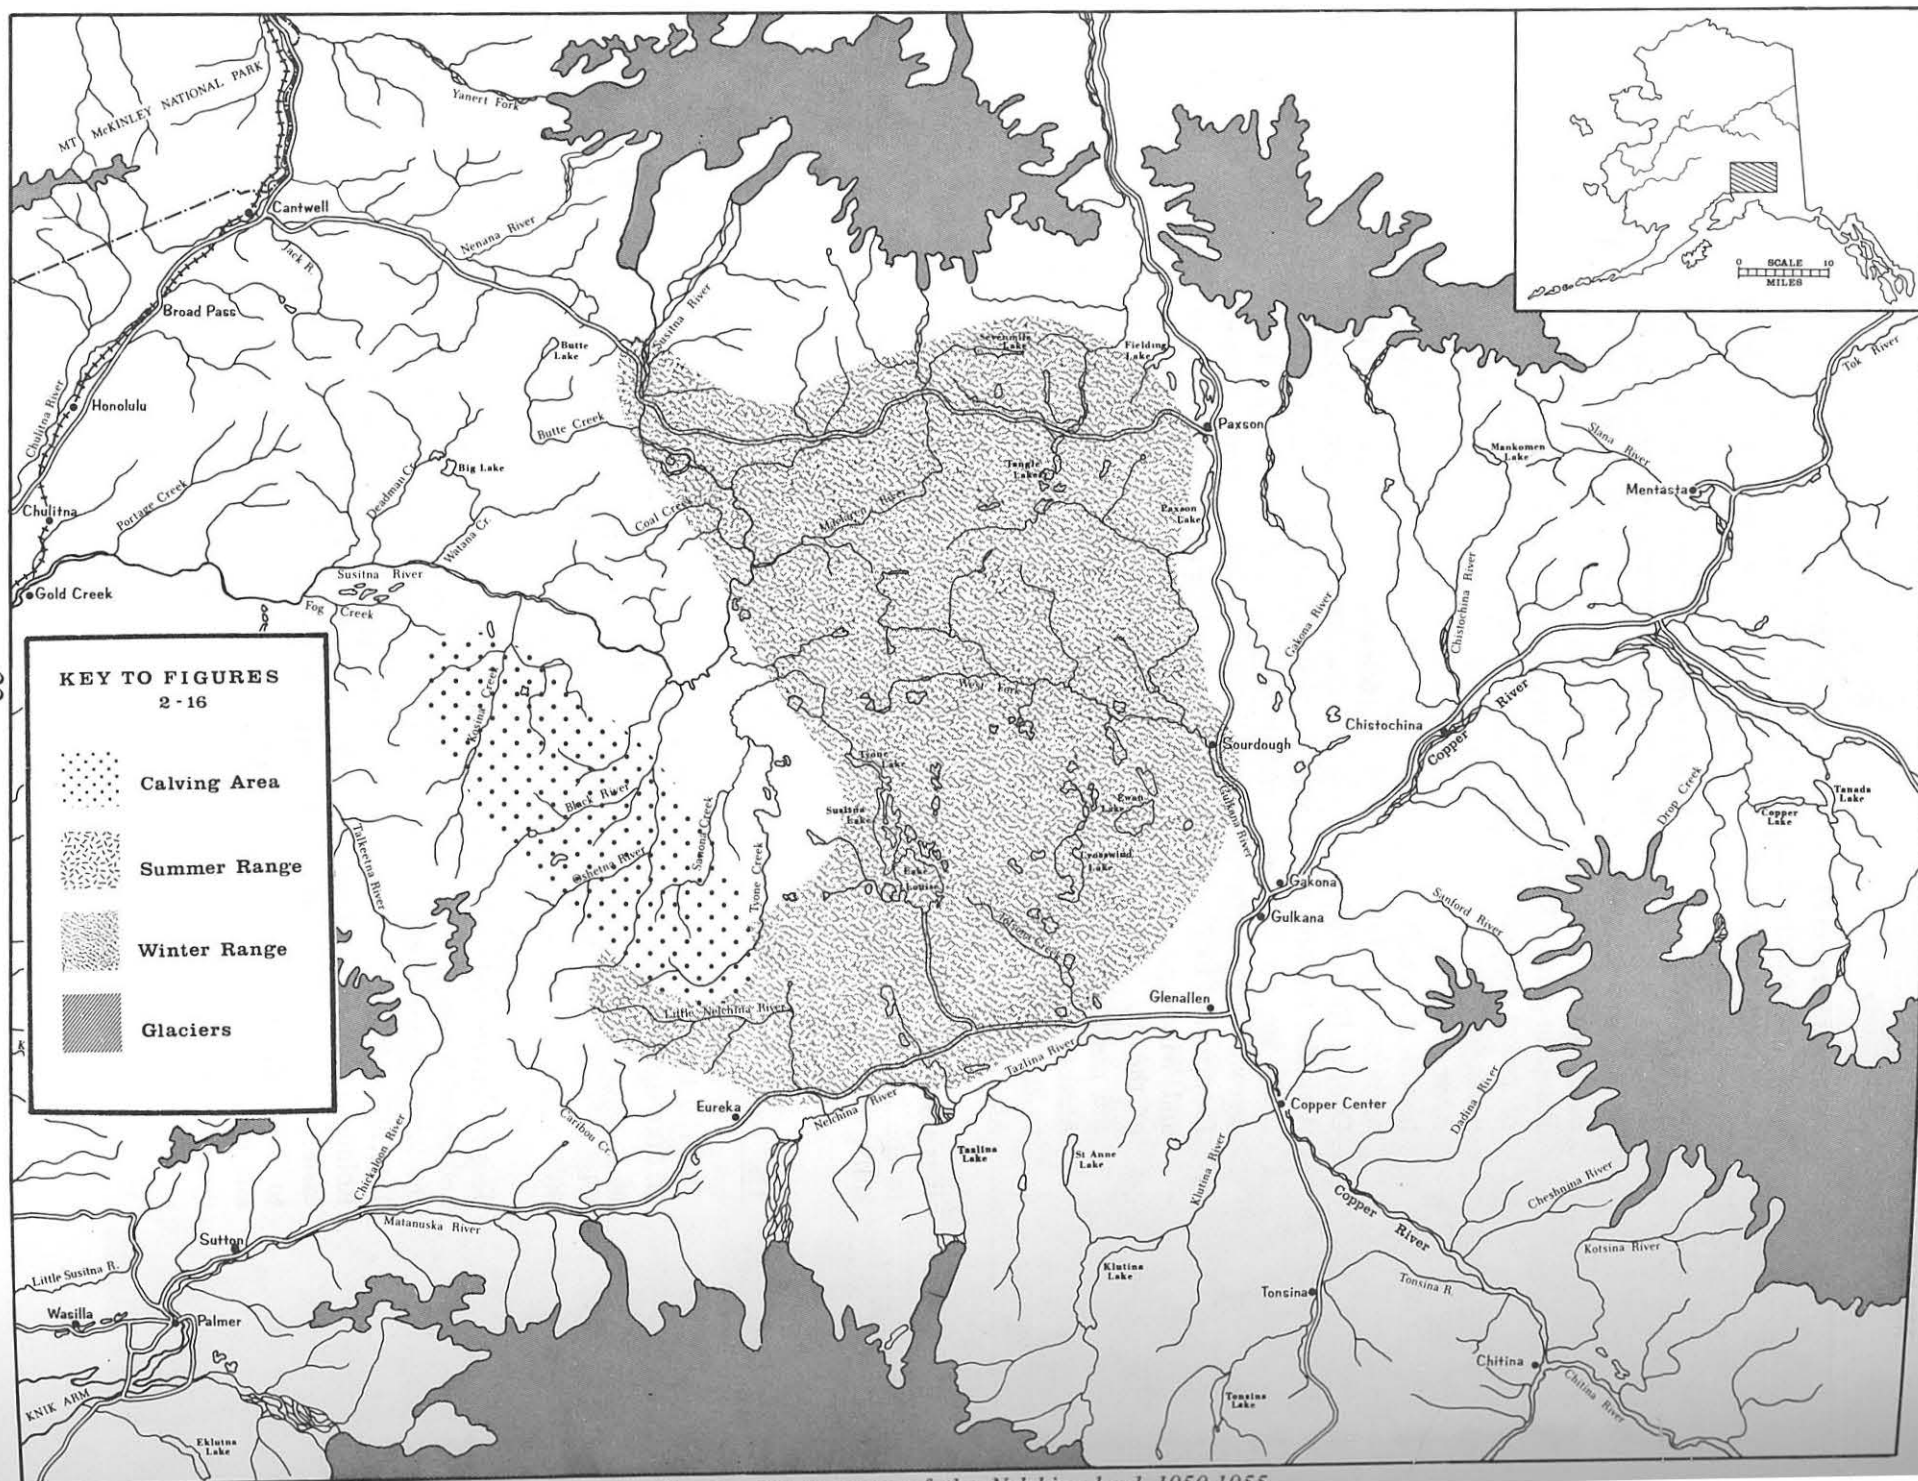 MT McKINLEY NATIONAL PARK
Yanert Fork
Cantwell
Jack R.
Nenana River
Susitna River
Broad Pass
Butte
Lake
Sevenmile
Lake
Fielding
Lake
0 SCALE 10
MILES
Tok River
Chulitna River
Honolulu
Butte Creek
Paxson
Big Lake
Deadman Cr.
Tangle
Lakes
Mankomen
Lake
Slana River
Mentasta
Portage Creek
Chulitna
Coal Creek
Maclaren River
Paxson
Lake
Watana Cr.
Susitna River
Gold Creek
Fog Creek
Gakona River
Chistochina River
KEY TO FIGURES
2 - 16
Calving Area
Summer Range
Winter Range
Glaciers
Kosina Creek
West Fork
Chistochina
Copper River
Sourdough
Tyone
Lake
Black River
Susitna
Lake
Ewan
Lake
Gulkana River
Drop Creek
Tanada
Lake
Copper
Lake
Talkeetna River
Oshetna River
Sanona Creek
Tyone Creek
Lake
Louise
Crosswind
Lake
Gakona
Gulkana
Sanford River
Tolsona Creek
Little Nelchina River
Glenallen
Tazlina River
Eureka
Nelchina River
Caribou Cr.
Copper Center
Dadina River
Chickaloon River
Tazlina
Lake
St Anne
Lake
Klutina River
Copper River
Cheshnina River
Matanuska River
Sutton
Little Susitna R.
Klutina
Lake
Kotsina River
Wasilla
Palmer
Tonsina
Tonsina R.
Chitina
Chitina River
KNIK ARM
Tonsina
Lake
Eklutna
Lake
Nelchina herd, 1950-1955